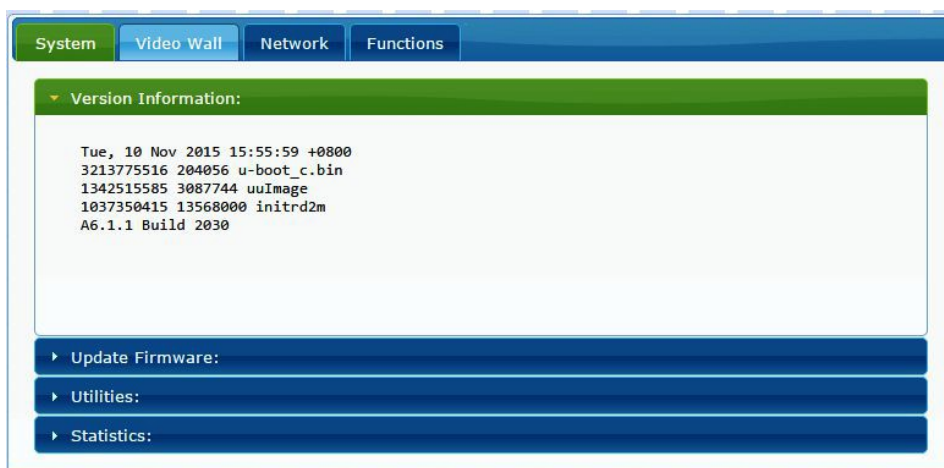 System Video Wall Network Functions
Version Information:
Tue, 10 Nov 2015 15:55:59 +0800
3213775516 204056 u-boot_c.bin
1342515585 3087744 uuImage
1037350415 13568000 initrd2m
A6.1.1 Build 2030
Update Firmware:
Utilities:
Statistics: